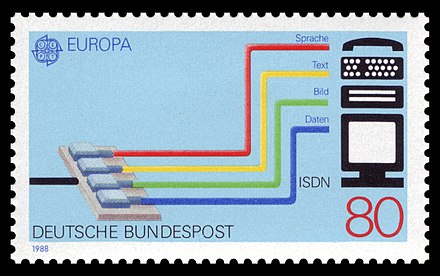 EUROPA
Sprache
Text
Bild
Daten
ISDN
DEUTSCHE BUNDESPOST
80
1988